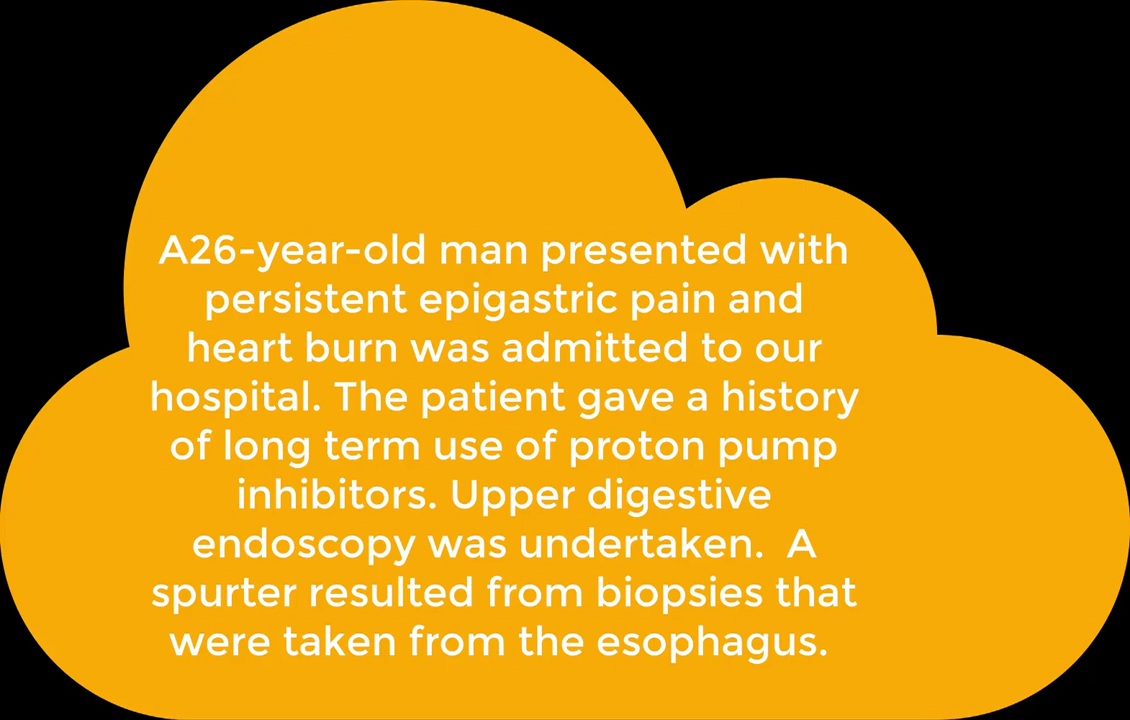 A26-year-old man presented with
persistent epigastric pain and
heart burn was admitted to our
hospital. The patient gave a history
of long term use of proton pump
inhibitors. Upper digestive
endoscopy was undertaken.  A
spurter resulted from biopsies that
were taken from the esophagus.